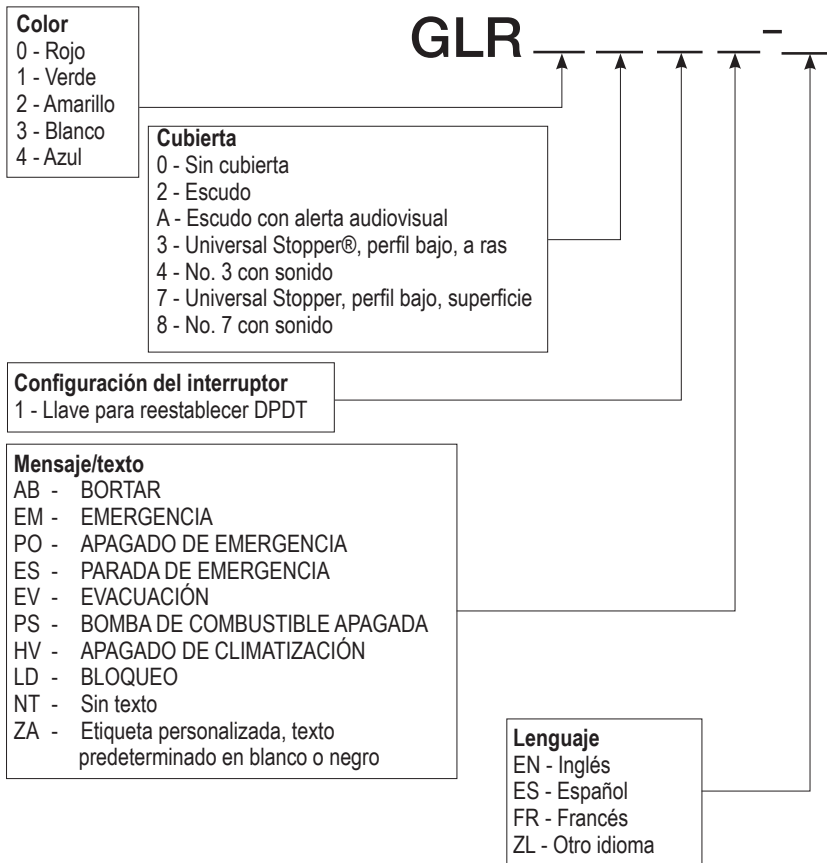 GLR -
Color
0 - Rojo
1 - Verde
2 - Amarillo
3 - Blanco
4 - Azul
Cubierta
0 - Sin cubierta
2 - Escudo
A - Escudo con alerta audiovisual
3 - Universal Stopper®, perfil bajo, a ras
4 - No. 3 con sonido
7 - Universal Stopper, perfil bajo, superficie
8 - No. 7 con sonido
Configuración del interruptor
1 - Llave para reestablecer DPDT
Mensaje/texto
AB - BORTAR
EM - EMERGENCIA
PO - APAGADO DE EMERGENCIA
ES - PARADA DE EMERGENCIA
EV - EVACUACIÓN
PS - BOMBA DE COMBUSTIBLE APAGADA
HV - APAGADO DE CLIMATIZACIÓN
LD - BLOQUEO
NT - Sin texto
ZA - Etiqueta personalizada, texto
predeterminado en blanco o negro
Lenguaje
EN - Inglés
ES - Español
FR - Francés
ZL - Otro idioma